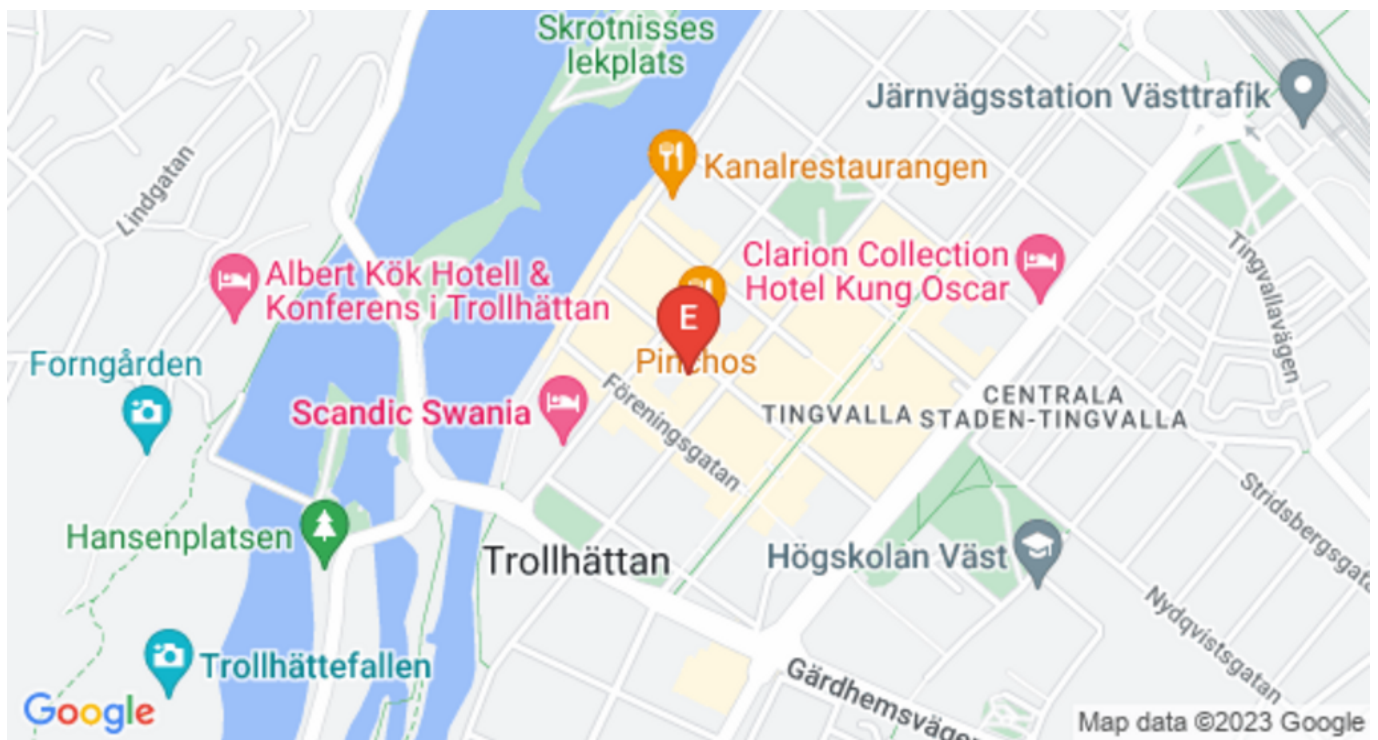 Skrotnisses
lekplats
Järnvägsstation Västtrafik
Kanalrestaurangen
Lindgatan
Clarion Collection
Hotel Kung Oscar
Albert Kök Hotell &
Konferens i Trollhättan
Tingvallavägen
E
Pinchos
Forngården
Scandic Swania
Föreningsgatan
TINGVALLA
CENTRALA
STADEN-TINGVALLA
Stridsbergsgata
Hansenplatsen
Trollhättan
Högskolan Väst
Nydqvistsgatan
Trollhättefallen
Gärdhemsvägen
Google
Map data ©2023 Google